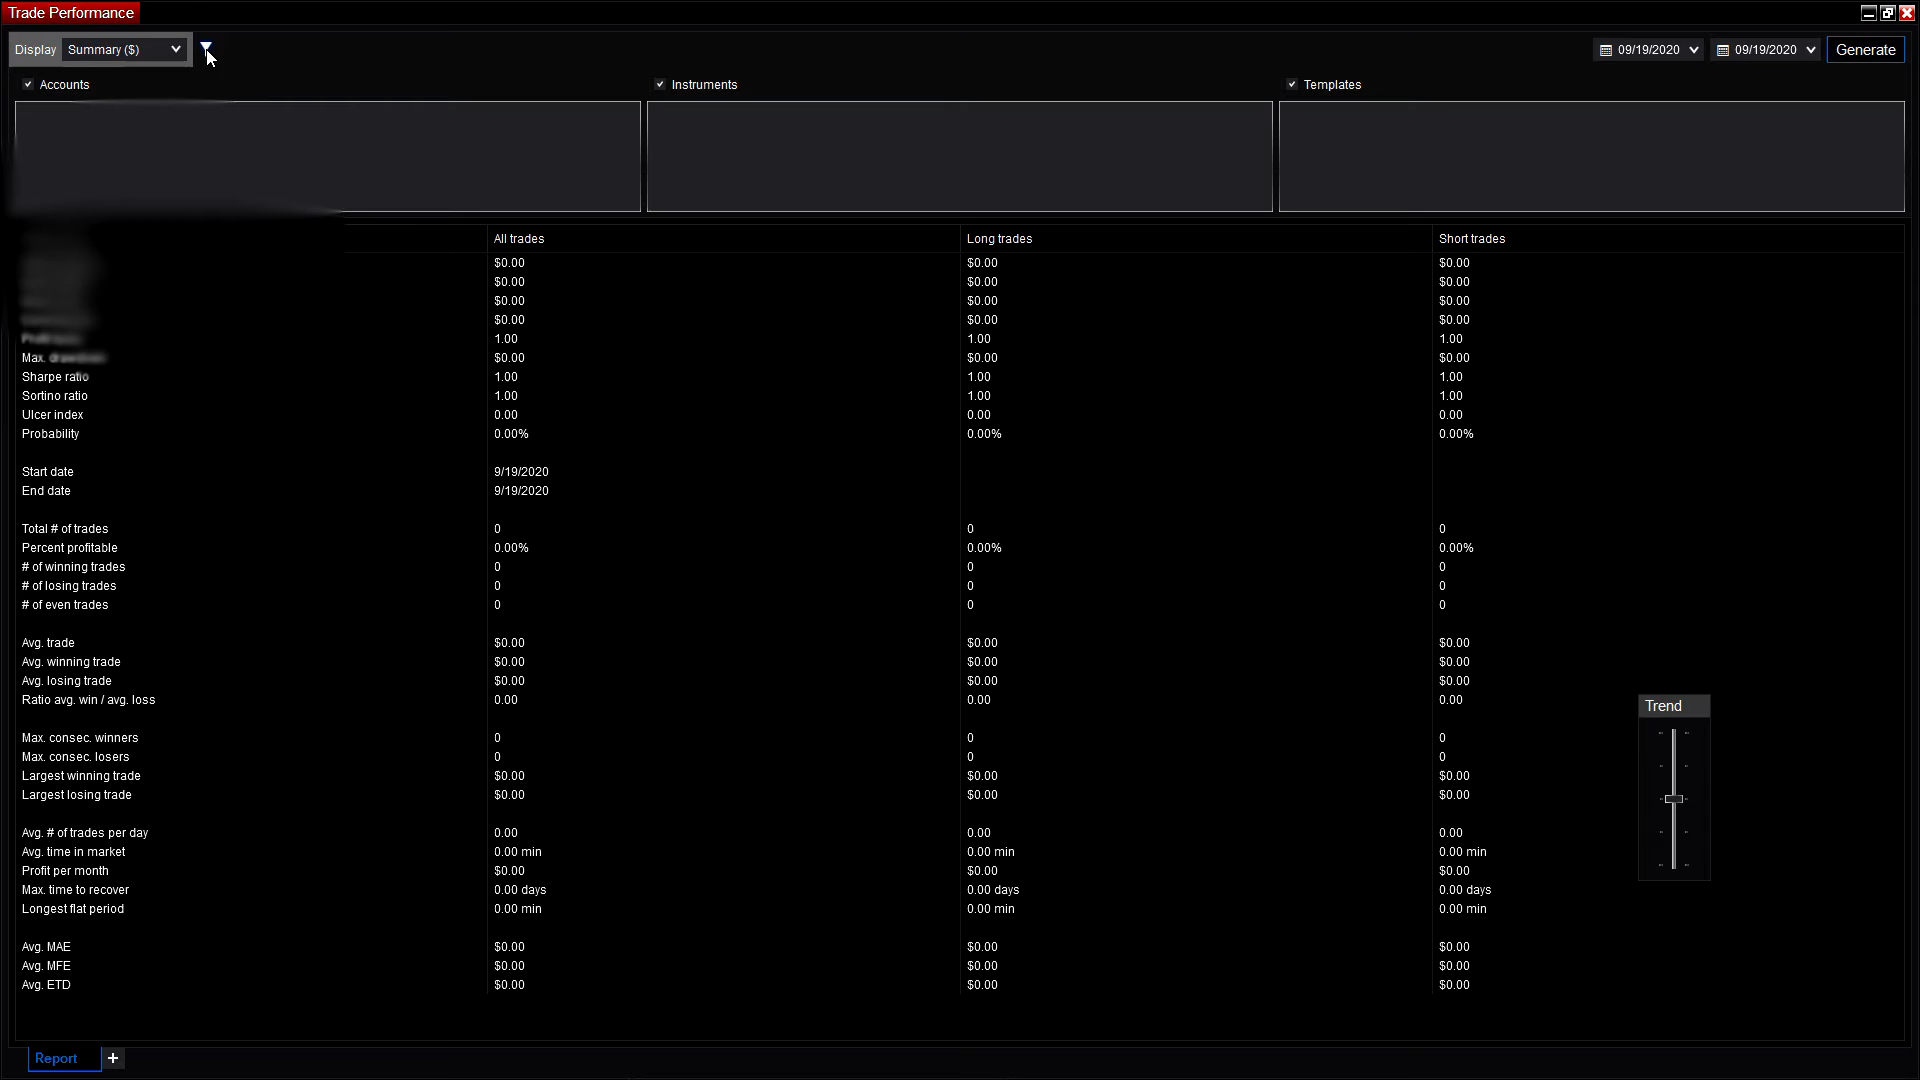 Trade Performance
Display Summary ($) 09/19/2020 09/19/2020 Generate
Accounts Instruments Templates
All trades Long trades Short trades
$0.00 $0.00 $0.00
$0.00 $0.00 $0.00
$0.00 $0.00 $0.00
$0.00 $0.00 $0.00
1.00 1.00 1.00
Max. $0.00 $0.00 $0.00
Sharpe ratio 1.00 1.00 1.00
Sortino ratio 1.00 1.00 1.00
Ulcer index 0.00 0.00 0.00
Probability 0.00% 0.00% 0.00%
Start date 9/19/2020
End date 9/19/2020
Total # of trades 0 0 0
Percent profitable 0.00% 0.00% 0.00%
# of winning trades 0 0 0
# of losing trades 0 0 0
# of even trades 0 0 0
Avg. trade $0.00 $0.00 $0.00
Avg. winning trade $0.00 $0.00 $0.00
Avg. losing trade $0.00 $0.00 $0.00
Ratio avg. win / avg. loss 0.00 0.00 0.00
Trend
Max. consec. winners 0 0 0
Max. consec. losers 0 0 0
Largest winning trade $0.00 $0.00 $0.00
Largest losing trade $0.00 $0.00 $0.00
Avg. # of trades per day 0.00 0.00 0.00
Avg. time in market 0.00 min 0.00 min 0.00 min
Profit per month $0.00 $0.00 $0.00
Max. time to recover 0.00 days 0.00 days 0.00 days
Longest flat period 0.00 min 0.00 min 0.00 min
Avg. MAE $0.00 $0.00 $0.00
Avg. MFE $0.00 $0.00 $0.00
Avg. ETD $0.00 $0.00 $0.00
Report +